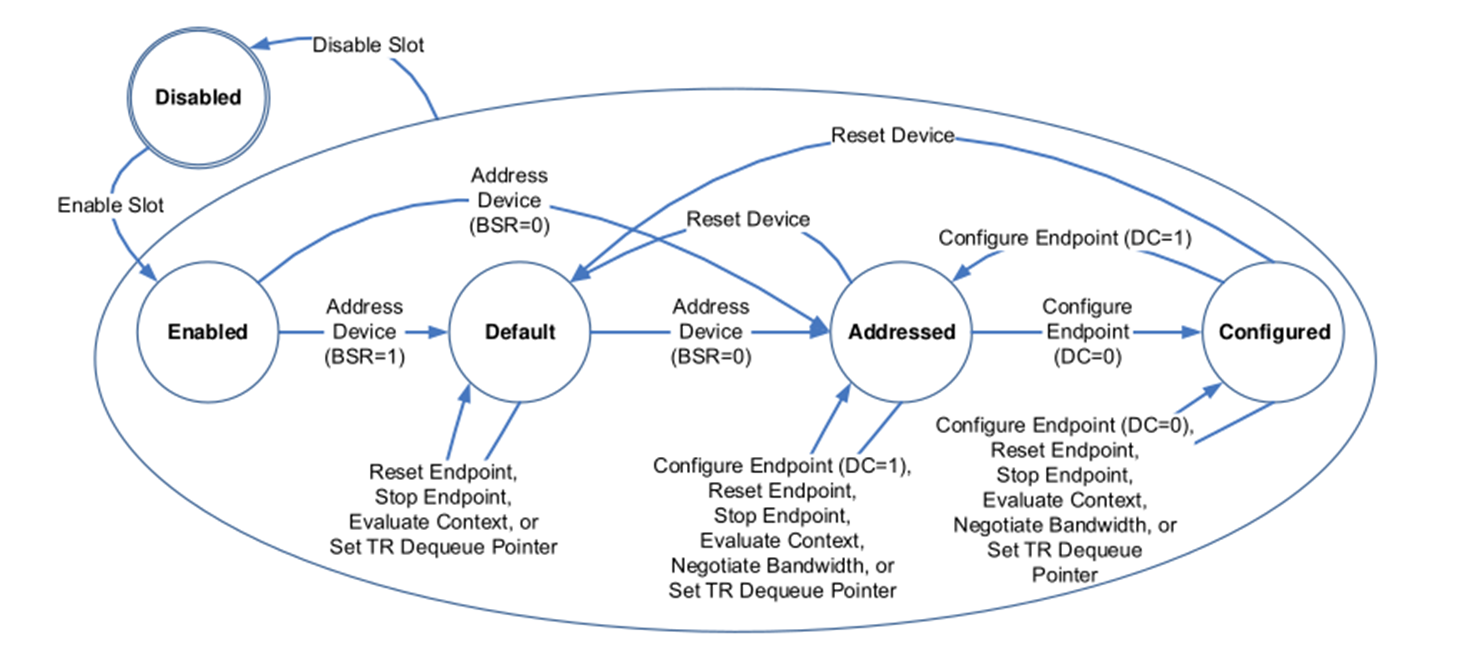 Disable Slot
Disabled
Enable Slot
Reset Device
Address
Device
(BSR=0)
Reset Device
Configure Endpoint (DC=1)
Enabled
Address
Device
(BSR=1)
Default
Address
Device
(BSR=0)
Addressed
Configure
Endpoint
(DC=0)
Configured
Reset Endpoint,
Stop Endpoint,
Evaluate Context, or
Set TR Dequeue Pointer
Configure Endpoint (DC=1),
Reset Endpoint,
Stop Endpoint,
Evaluate Context,
Negotiate Bandwidth, or
Set TR Dequeue Pointer
Configure Endpoint (DC=0),
Reset Endpoint,
Stop Endpoint,
Evaluate Context,
Negotiate Bandwidth, or
Set TR Dequeue
Pointer